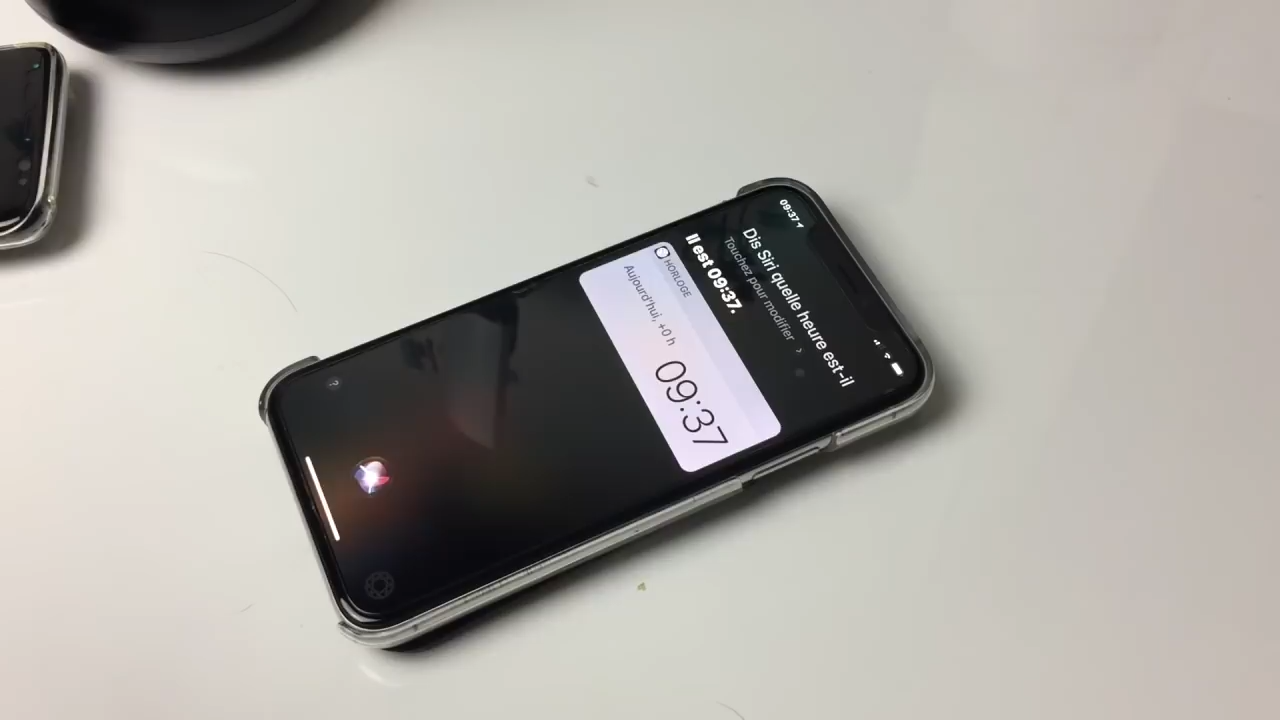 09:37
Dis Siri quelle heure est-il
Touchez pour modifier >
Il est 09:37.
HORLOGE
Aujourd'hui, +0 h
09:37
?